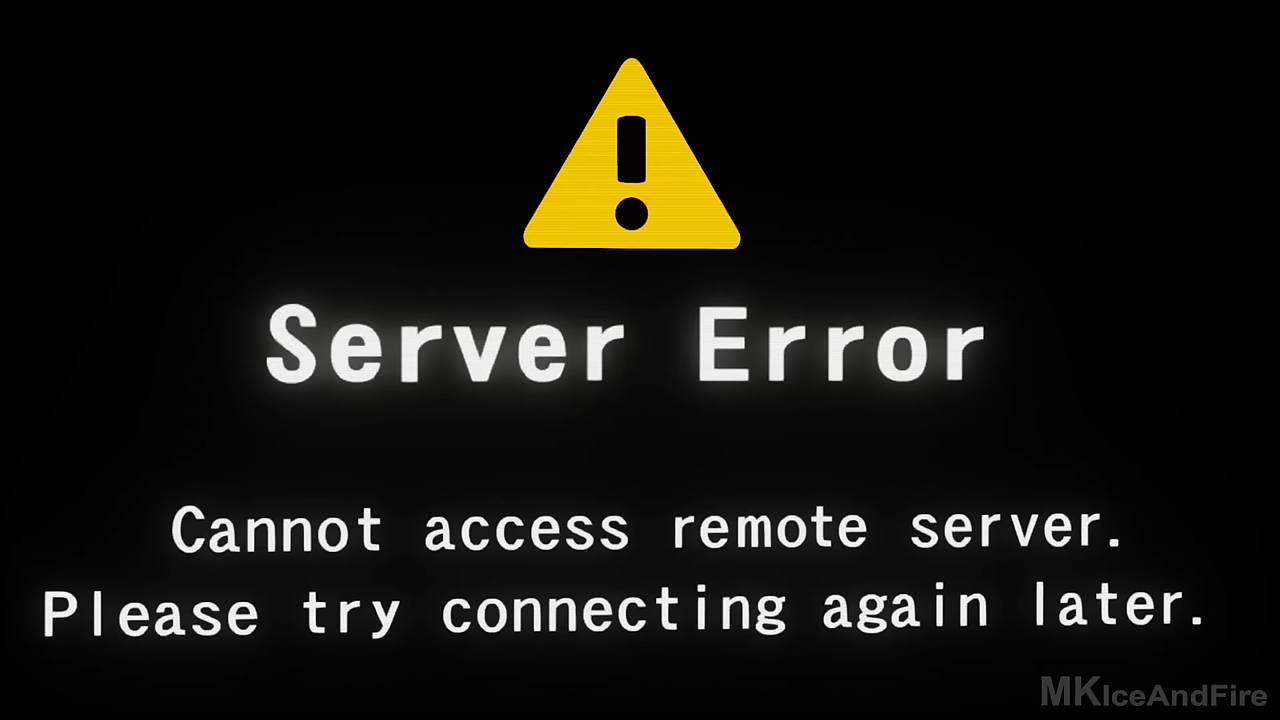 Server Error
Cannot access remote server.
Please try connecting again later.
MKIceAndFire